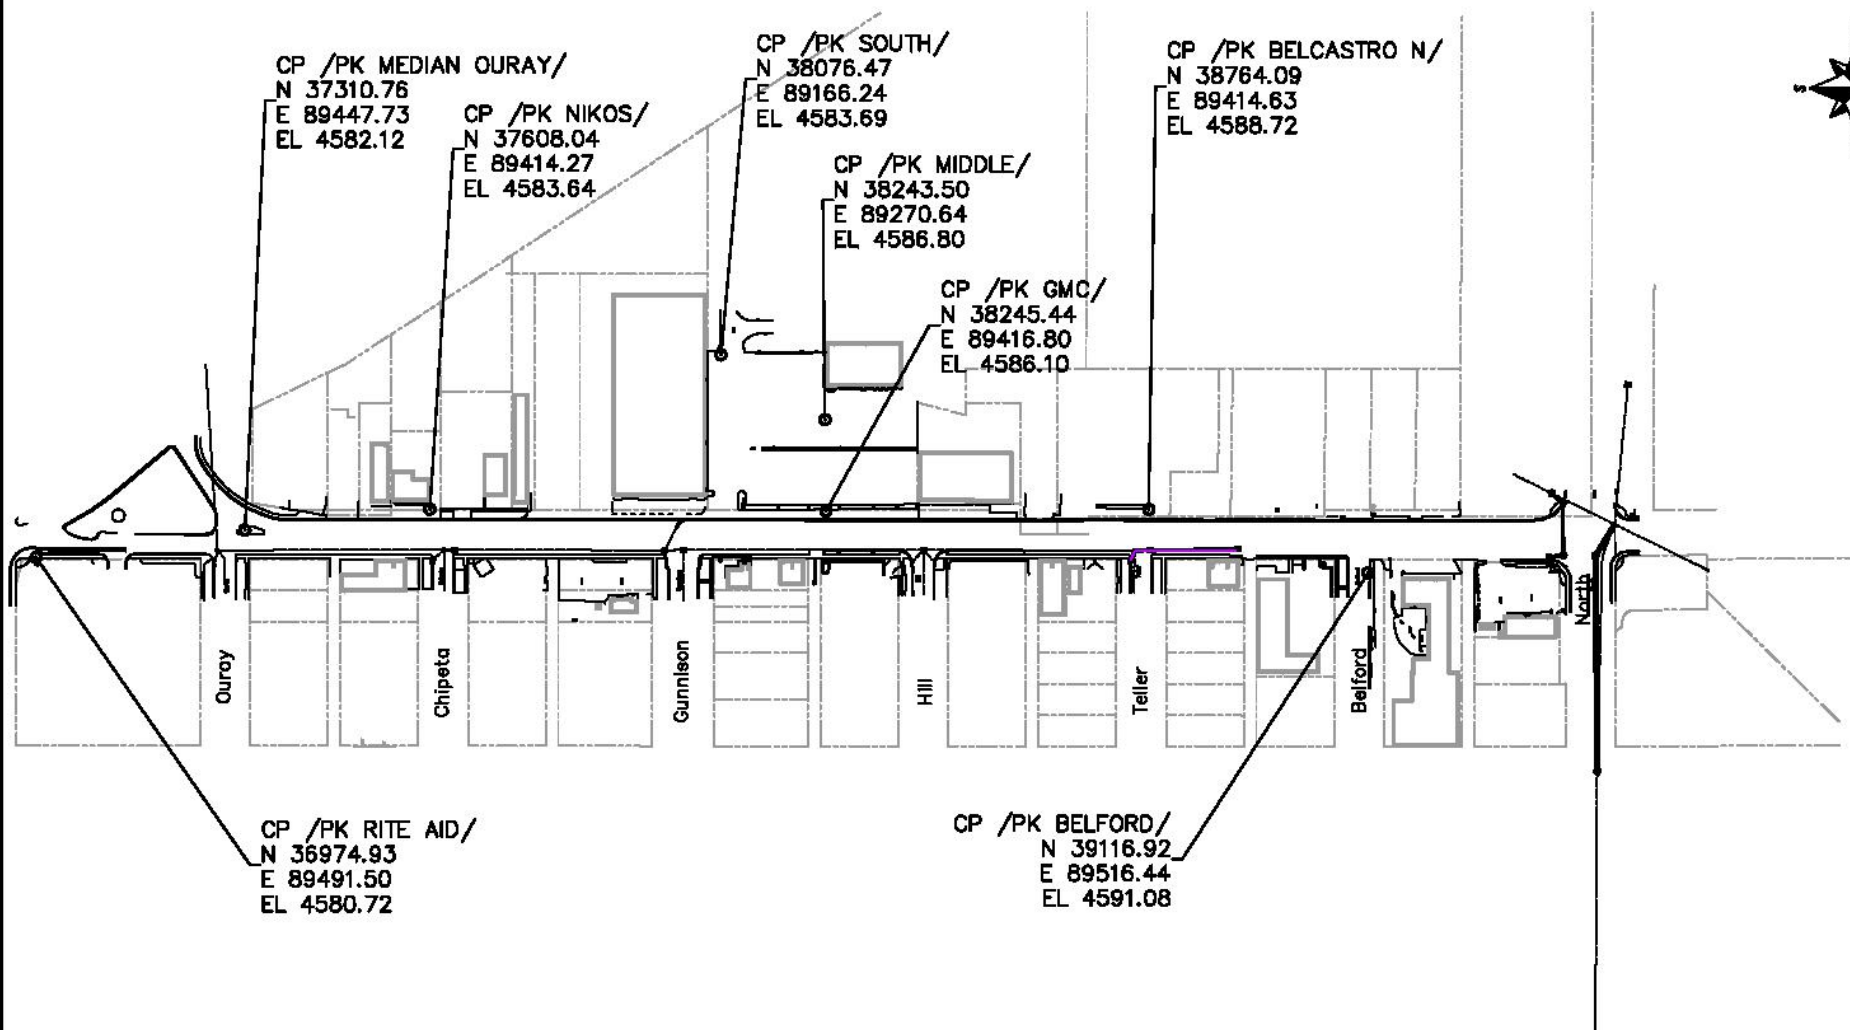 CP /PK MEDIAN OURAY/
N 37310.76
E 89447.73
EL 4582.12
CP /PK NIKOS/
N 37608.04
E 89414.27
EL 4583.64
CP /PK SOUTH/
N 38076.47
E 89166.24
EL 4583.69
CP /PK MIDDLE/
N 38243.50
E 89270.64
EL 4586.80
CP /PK GMC/
N 38245.44
E 89416.80
EL 4586.10
CP /PK BELCASTRO N/
N 38764.09
E 89414.63
EL 4588.72
S
Ouray
Chipeta
Gunnison
Hill
Teller
Belford
North
CP /PK RITE AID/
N 36974.93
E 89491.50
EL 4580.72
CP /PK BELFORD/
N 39116.92
E 89516.44
EL 4591.08